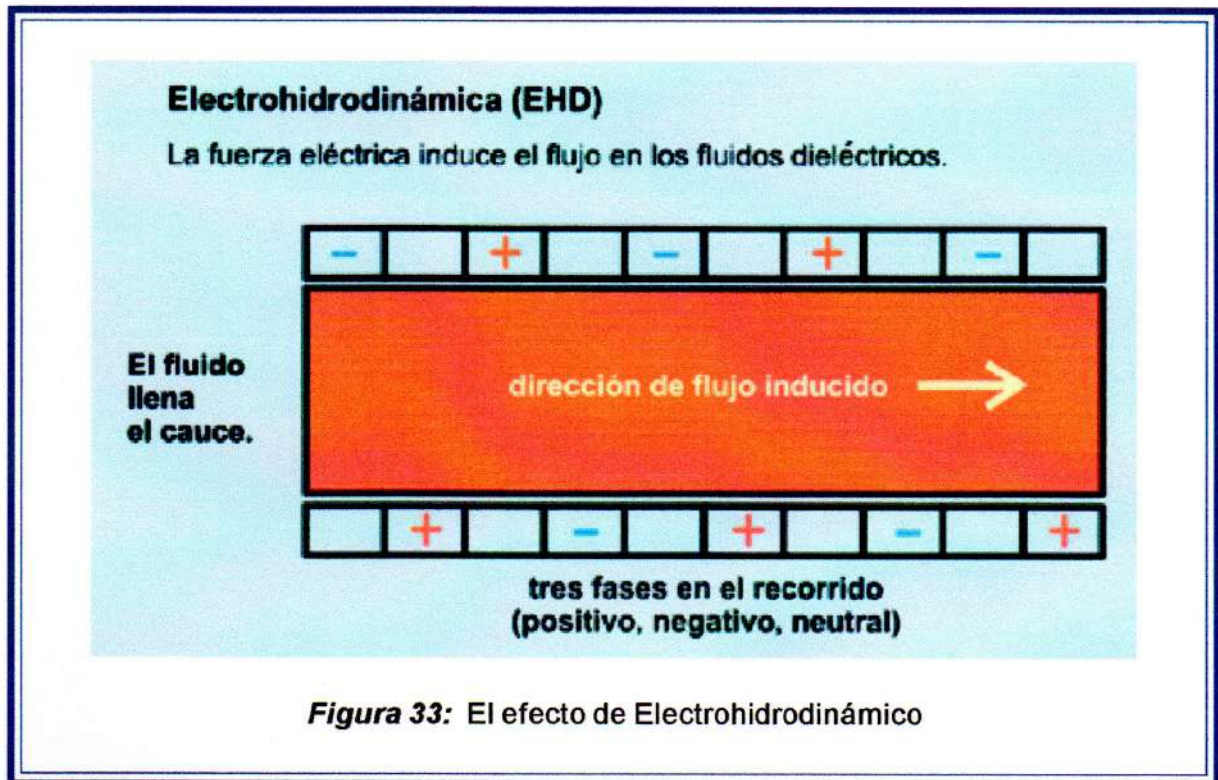 Electrohidrodinámica (EHD)
La fuerza eléctrica induce el flujo en los fluidos dieléctricos.
- + - + -
El fluido
llena
el cauce.
dirección de flujo inducido
+ - + - +
tres fases en el recorrido
(positivo, negativo, neutral)
Figura 33: El efecto de Electrohidrodinámico